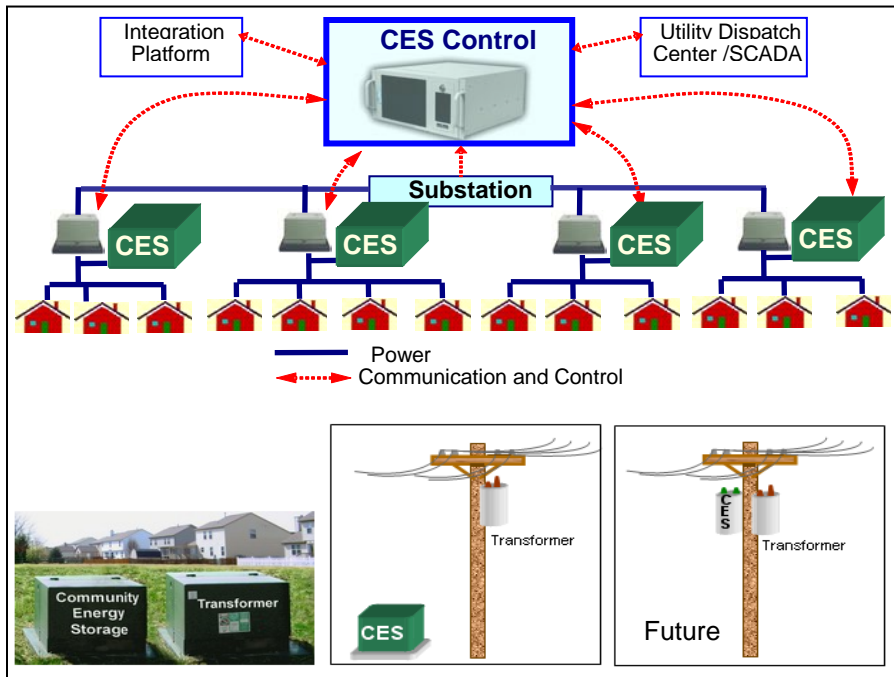 Integration
Platform
CES Control
Utility Dispatch
Center /SCADA
Substation
CES
CES
CES
CES
Power
Communication and Control
Community
Energy
Storage
Transformer
Transformer
CES
CES
Transformer
Future